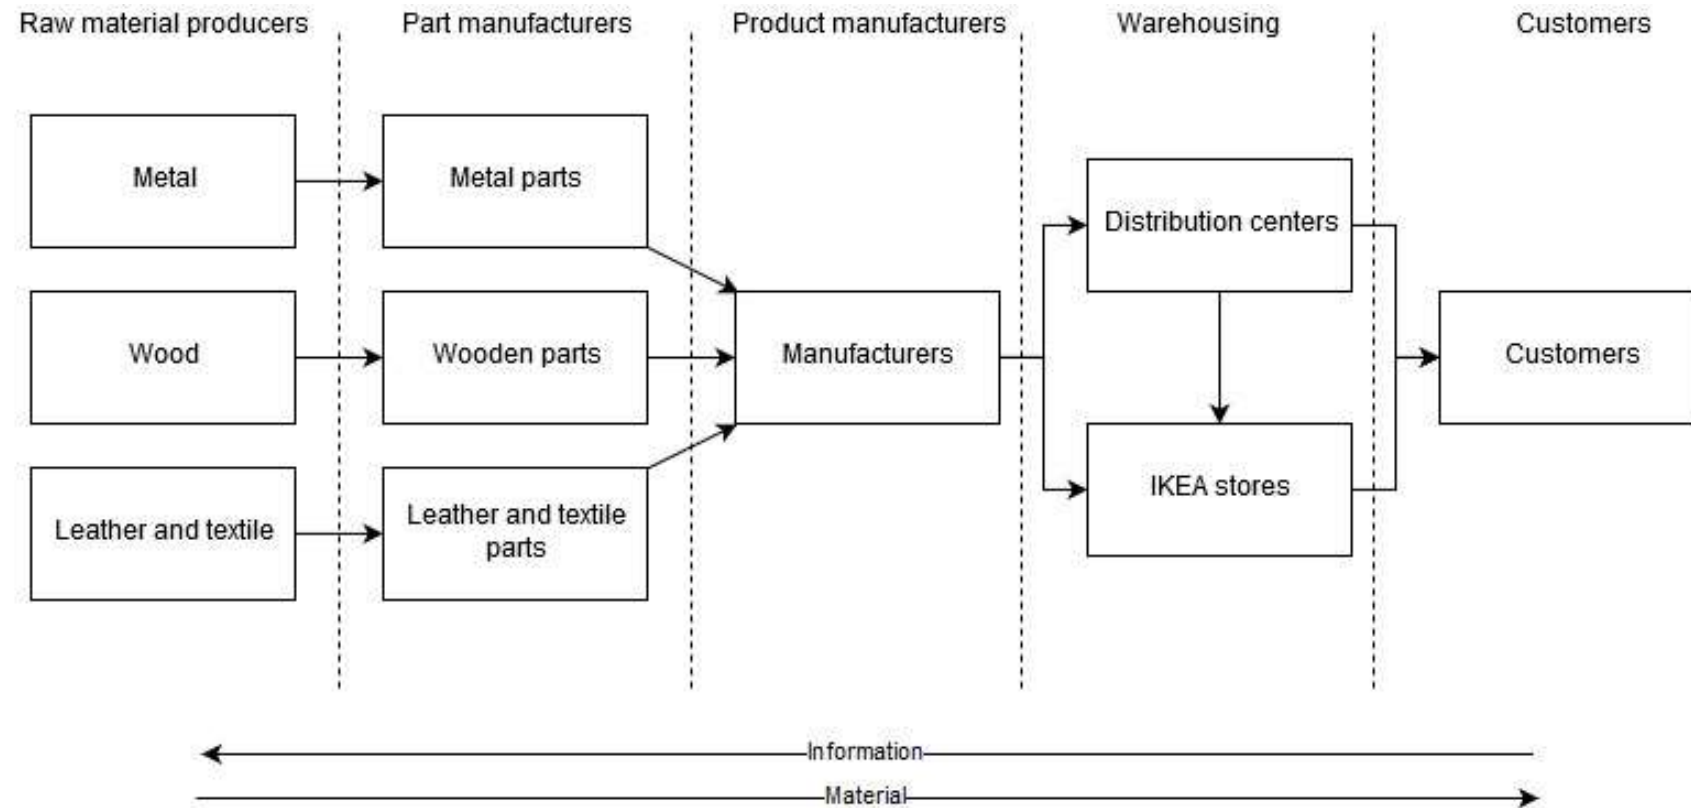 Raw material producers
Part manufacturers
Product manufacturers
Warehousing
Customers
Metal
Metal parts
Distribution centers
Wood
Wooden parts
Manufacturers
Customers
Leather and textile
Leather and textile
parts
IKEA stores
Information
Material